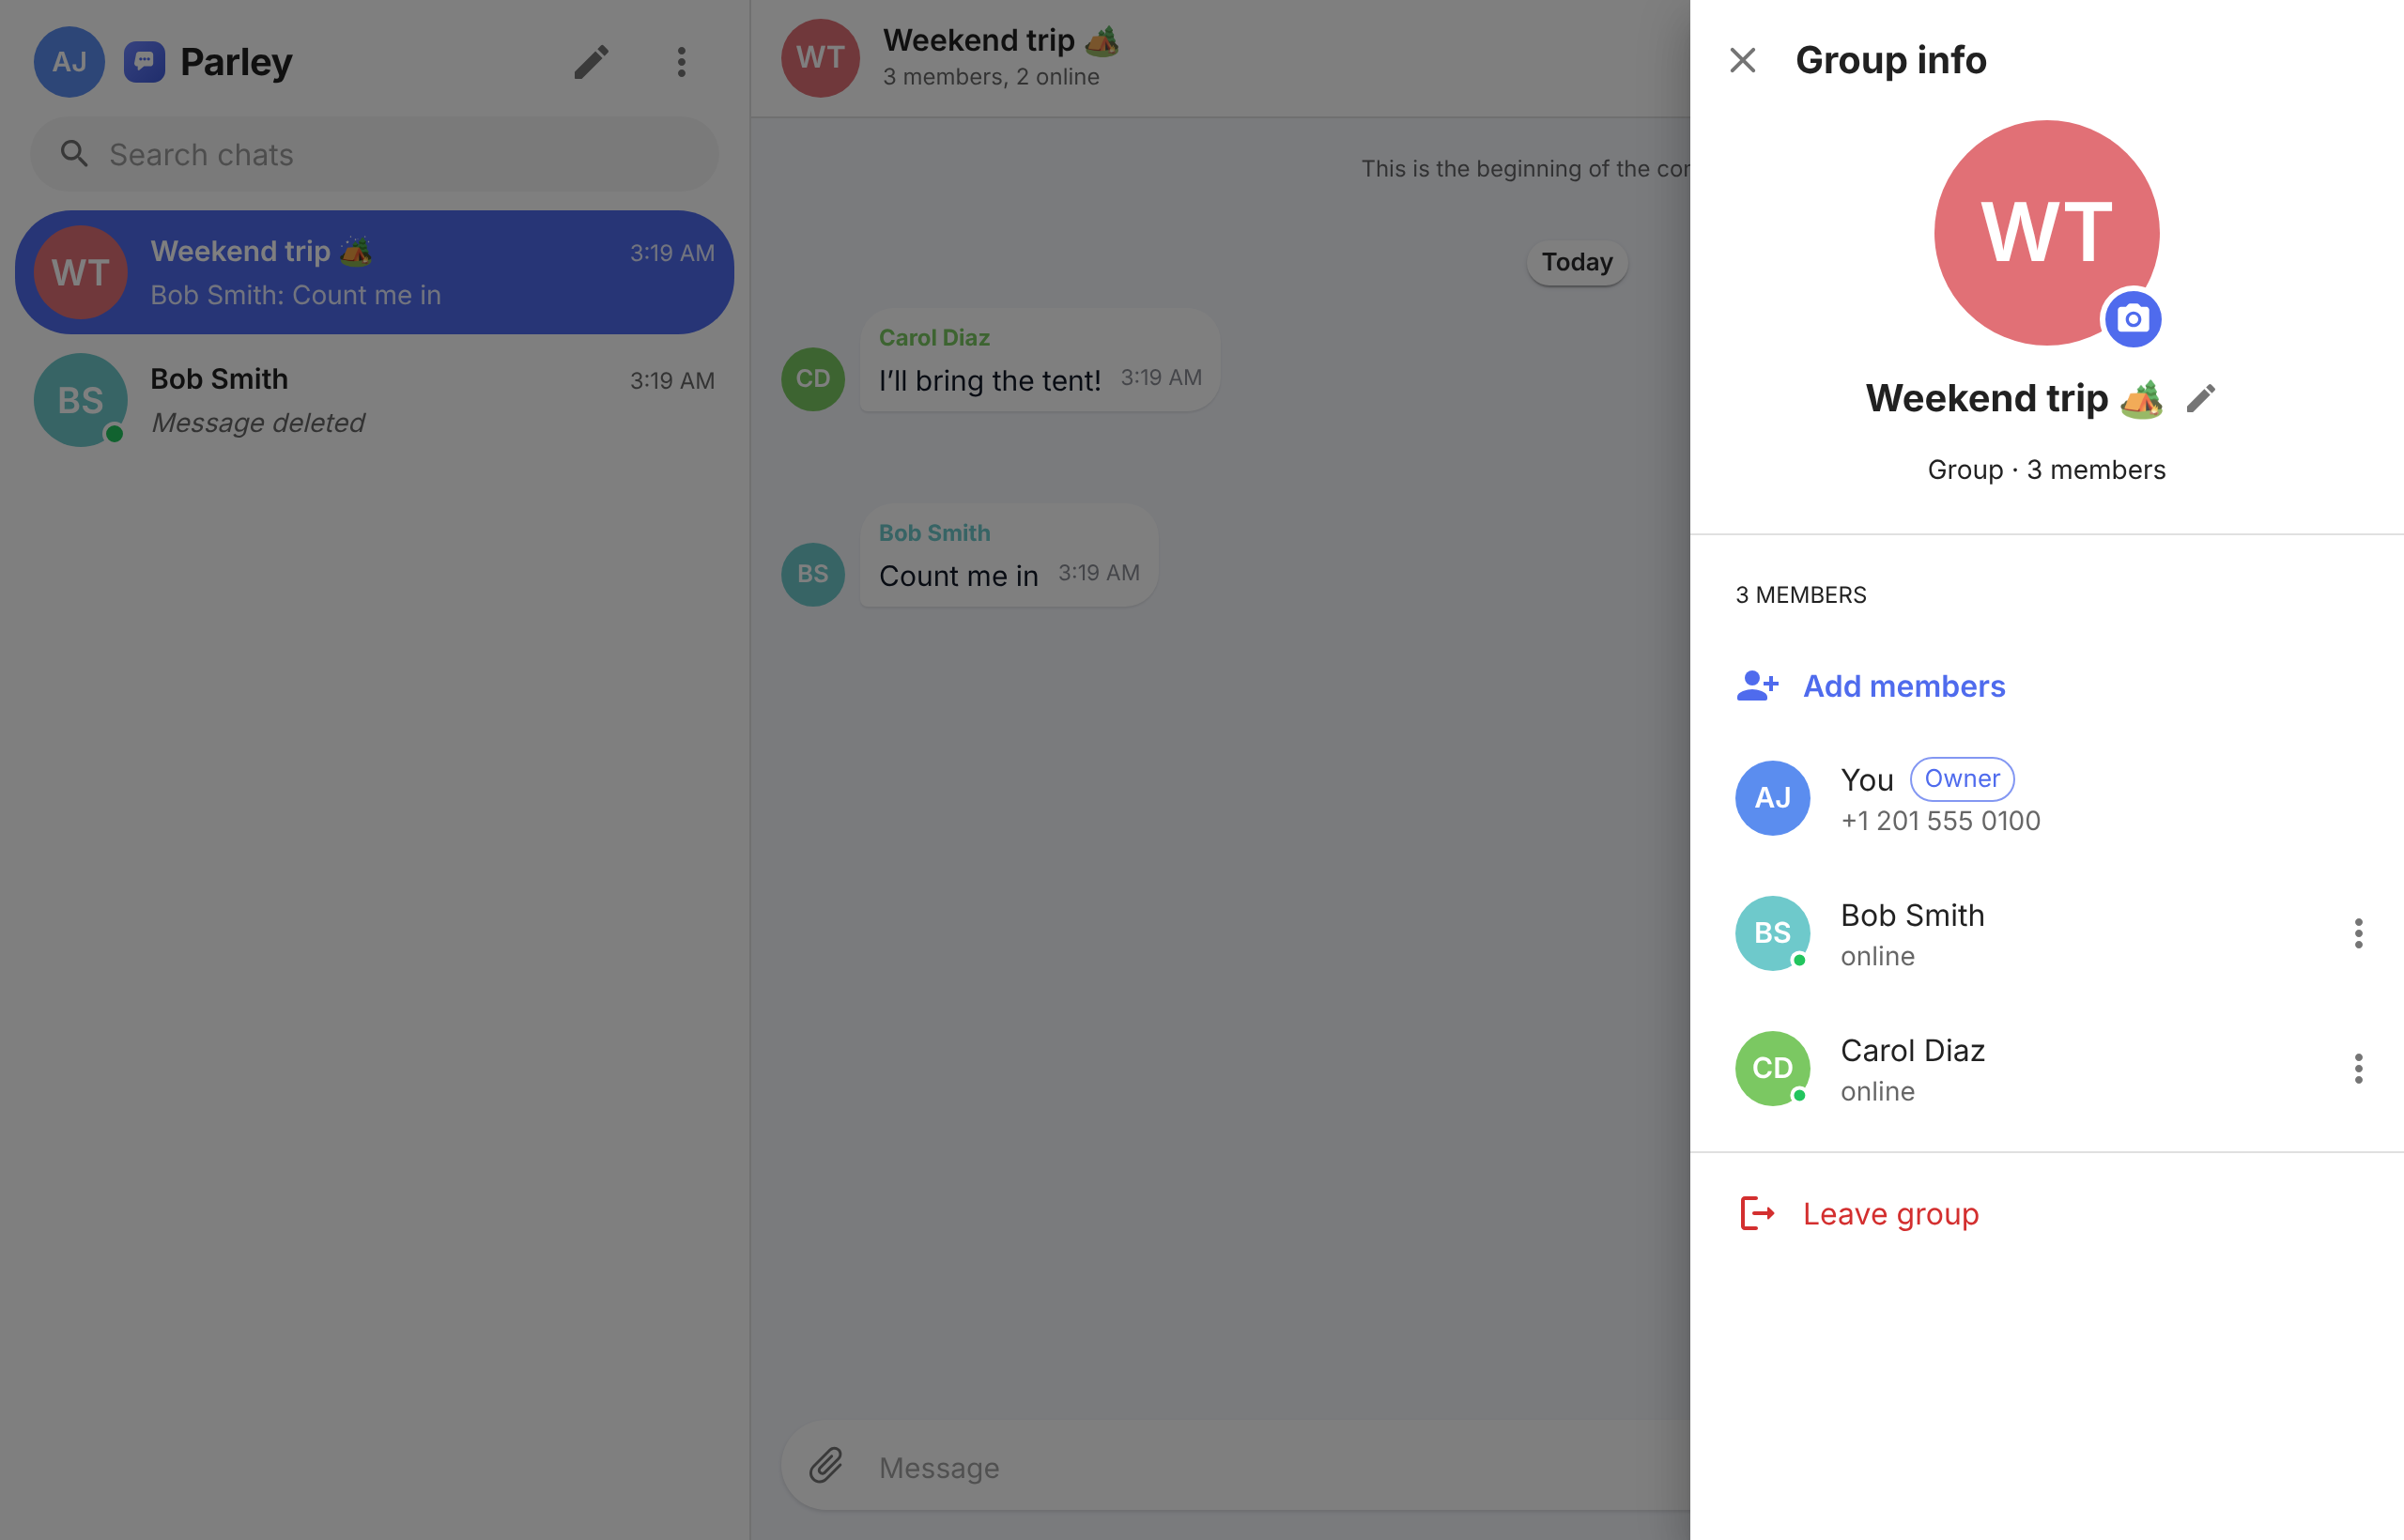 AJ Parley
Search chats
WT Weekend trip 🏕️ 3:19 AM
Bob Smith: Count me in
BS Bob Smith 3:19 AM
Message deleted
WT Weekend trip 🏕️
3 members, 2 online
This is the beginning of the cor
Today
Carol Diaz
CD I’ll bring the tent! 3:19 AM
Bob Smith
BS Count me in 3:19 AM
Message
Group info
WT
Weekend trip 🏕️
Group · 3 members
3 MEMBERS
Add members
AJ You Owner
+1 201 555 0100
BS Bob Smith
online
CD Carol Diaz
online
Leave group